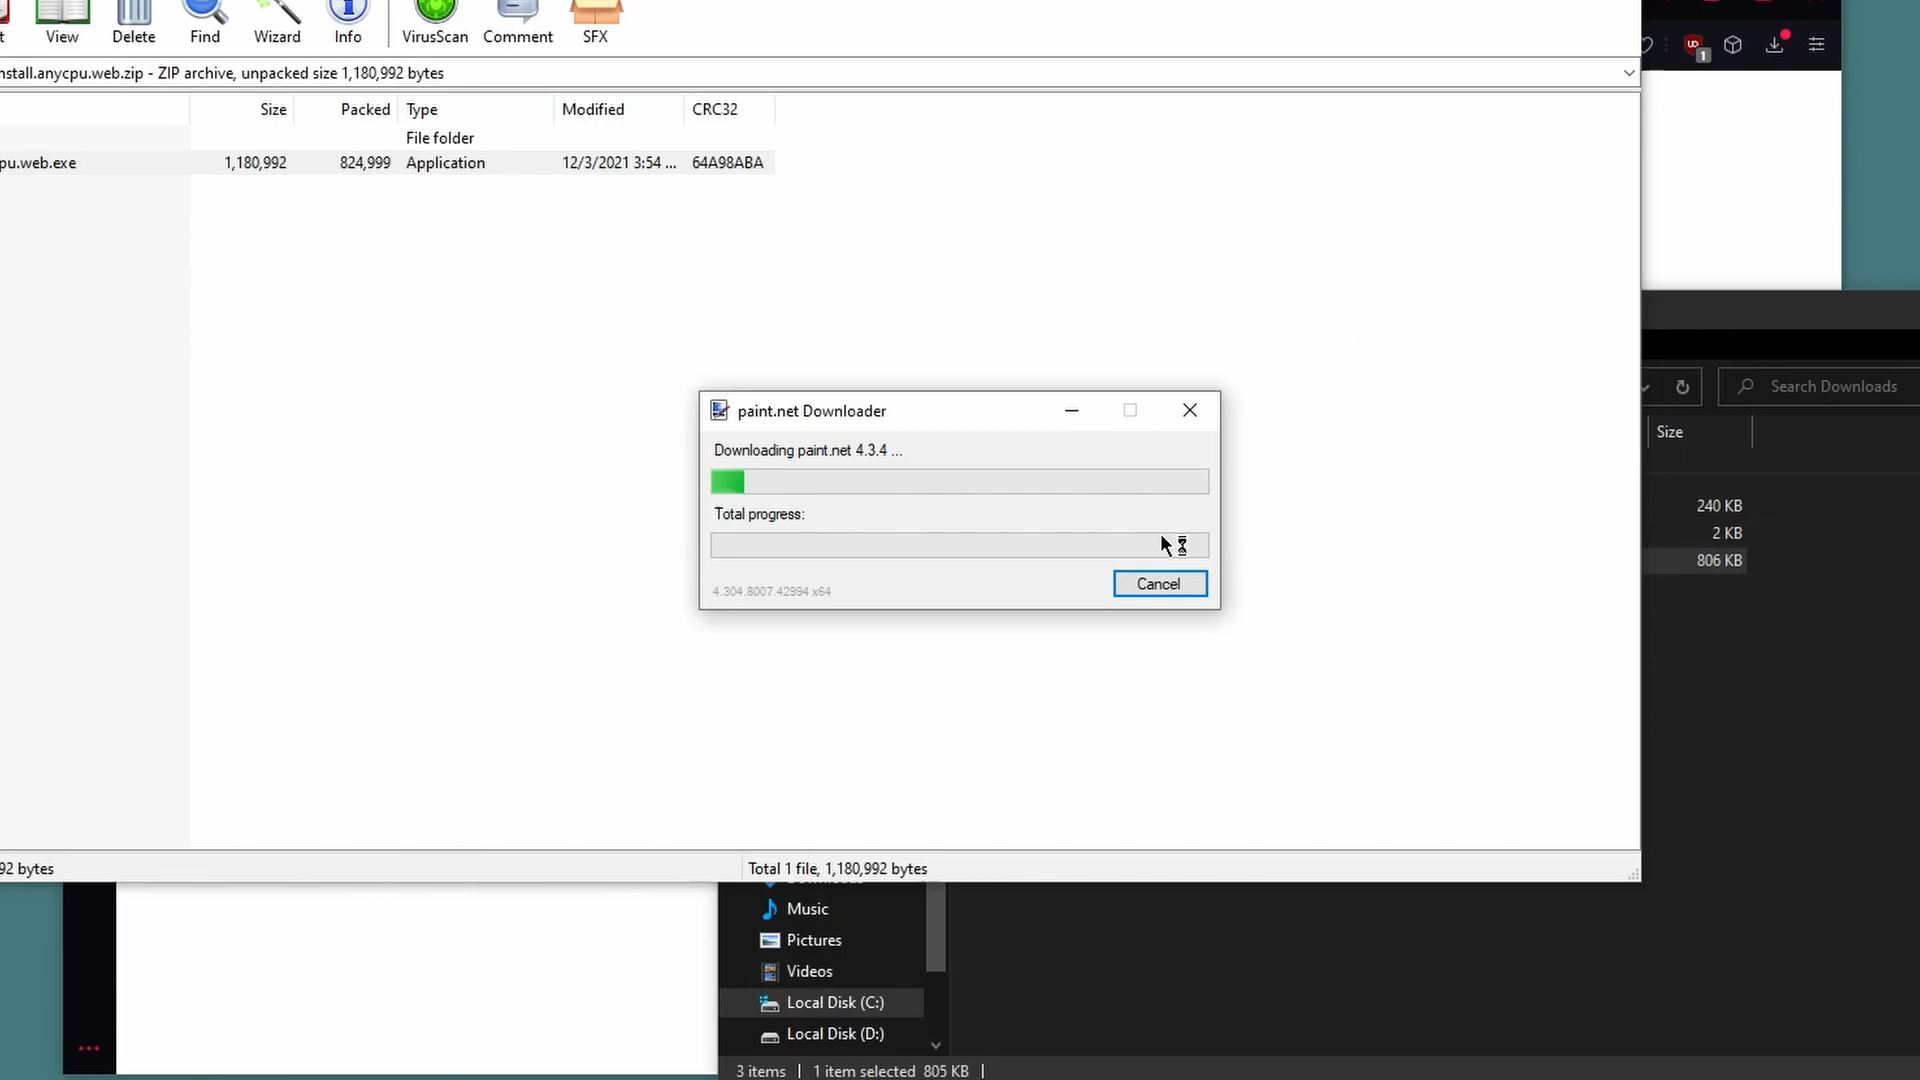 t View Delete Find Wizard Info VirusScan Comment SFX
nstall.anycpu.web.zip - ZIP archive, unpacked size 1,180,992 bytes
Size Packed Type Modified CRC32
File folder
pu.web.exe 1,180,992 824,999 Application 12/3/2021 3:54 ... 64A98ABA
UD
1
Search Downloads
Size
240 KB
2 KB
806 KB
paint.net Downloader
Downloading paint.net 4.3.4 ...
Total progress:
Cancel
4.304.8007.42994 x64
92 bytes Total 1 file, 1,180,992 bytes
Music
Pictures
Videos
Local Disk (C:)
Local Disk (D:)
3 items | 1 item selected 805 KB |